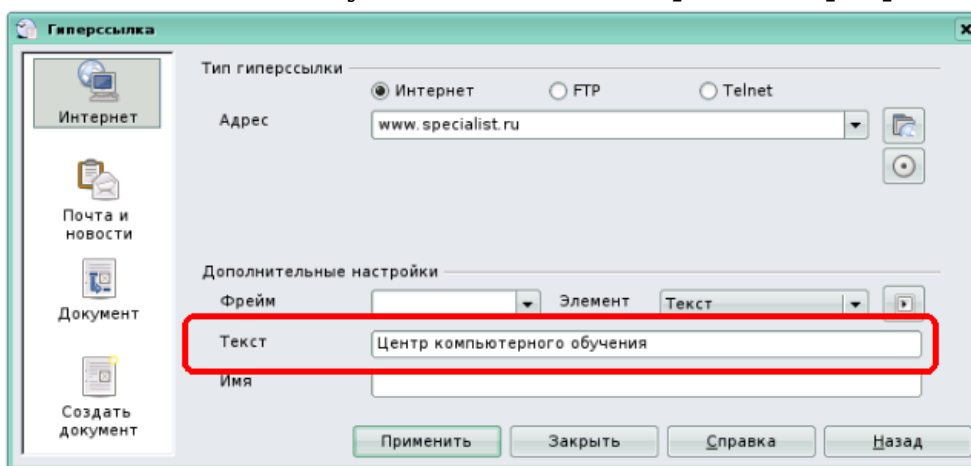 Гиперссылка
Интернет
Почта и
новости
Документ
Создать
документ
Тип гиперссылки
Интернет FTP Telnet
Адрес www.specialist.ru
Дополнительные настройки
Фрейм Элемент Текст
Текст Центр компьютерного обучения
Имя
Применить Закрыть Справка Назад